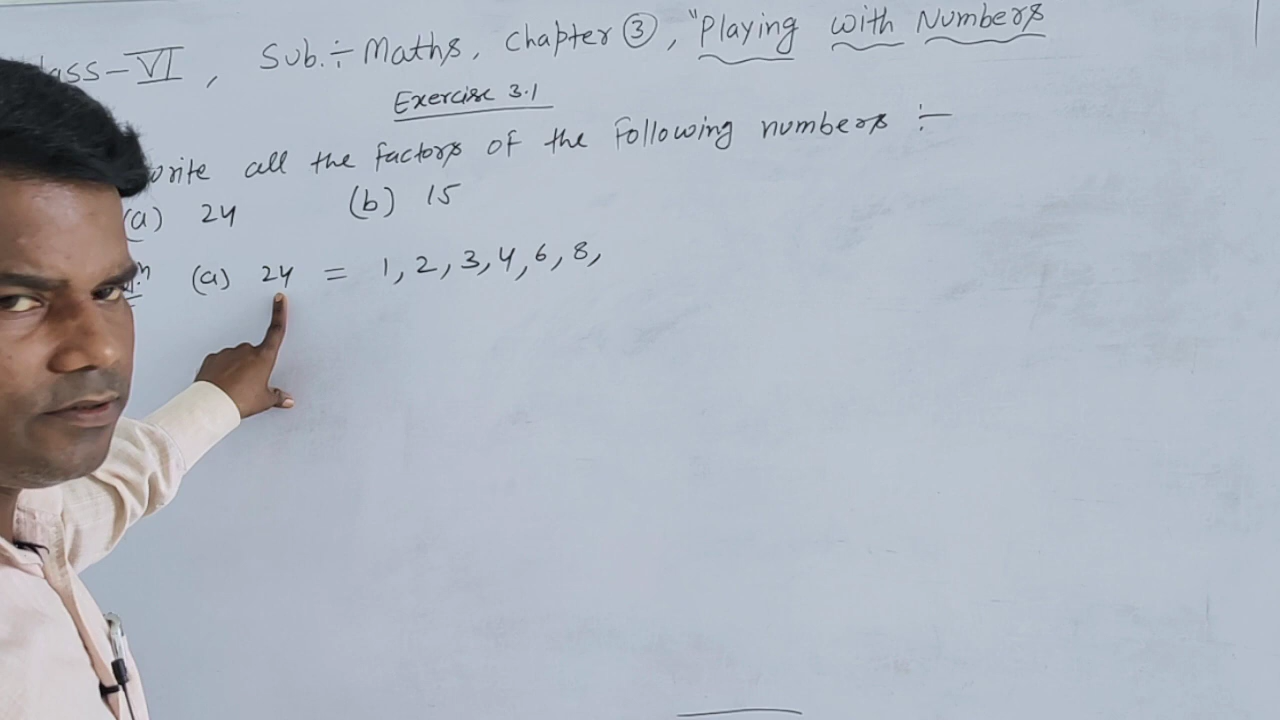 lass - VI, Sub. ÷ Maths, Chapter ③, "Playing with Numbers
Exercise 3.1
write all the factors of the following numbers :-
(a) 24 (b) 15
(a) 24 = 1, 2, 3, 4, 6, 8,